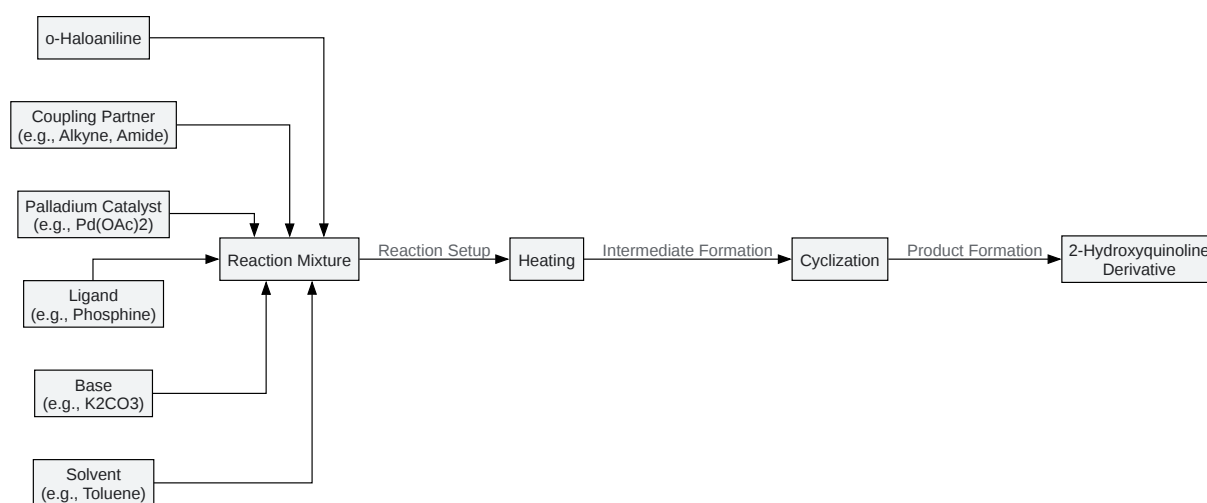 o-Haloaniline
Coupling Partner
(e.g., Alkyne, Amide)
Palladium Catalyst
(e.g., Pd(OAc)2)
Ligand
(e.g., Phosphine)
Base
(e.g., K2CO3)
Solvent
(e.g., Toluene)
Reaction Mixture
Reaction Setup
Heating
Intermediate Formation
Cyclization
Product Formation
2-Hydroxyquinoline
Derivative